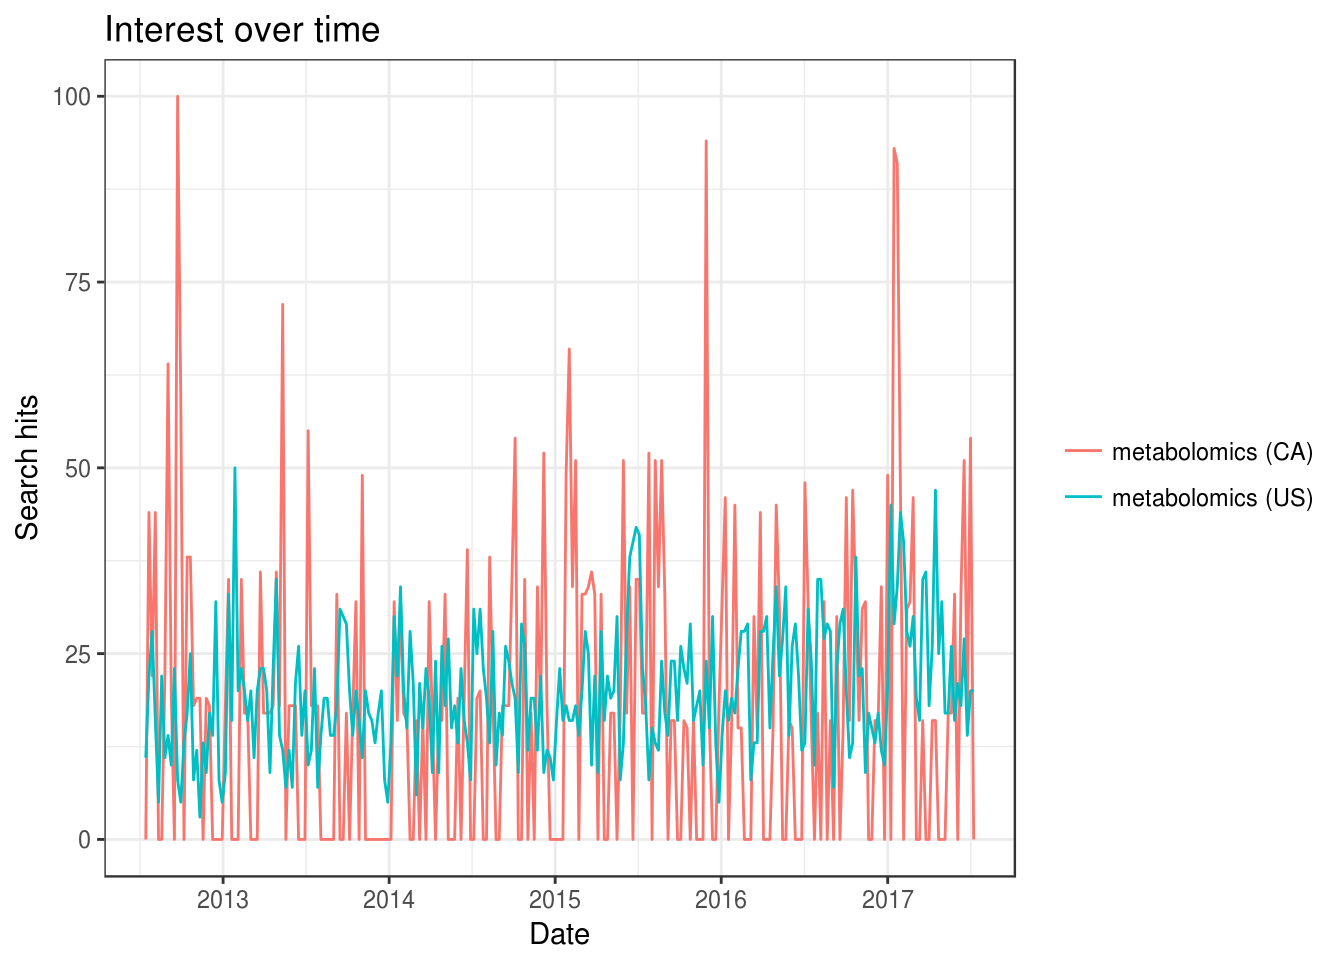 Interest over time
100
75
50
25
0
Search hits
2013 2014 2015 2016 2017
Date
metabolomics (CA)
metabolomics (US)